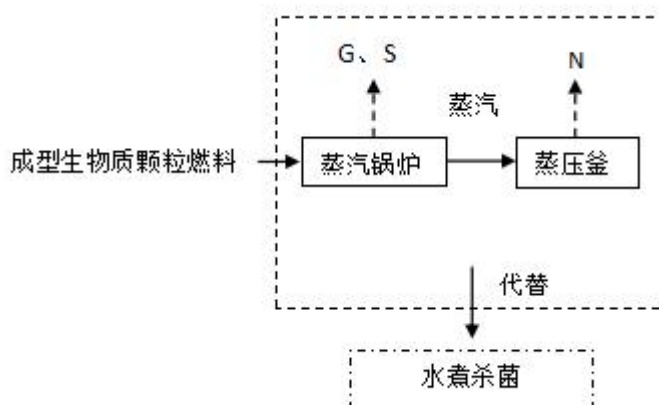 G、S
N
蒸汽
成型生物质颗粒燃料
蒸汽锅炉
蒸压釜
代替
水煮杀菌